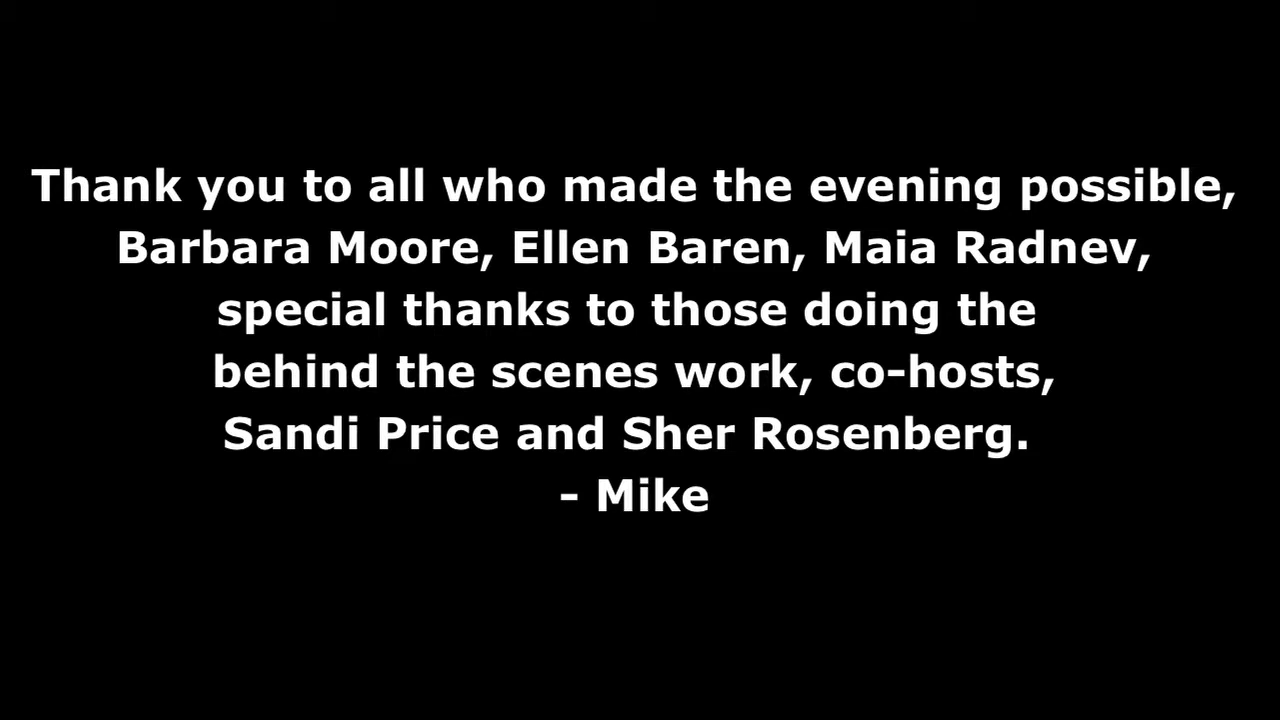 Thank you to all who made the evening possible,
Barbara Moore, Ellen Baren, Maia Radnev,
special thanks to those doing the
behind the scenes work, co-hosts,
Sandi Price and Sher Rosenberg.
- Mike